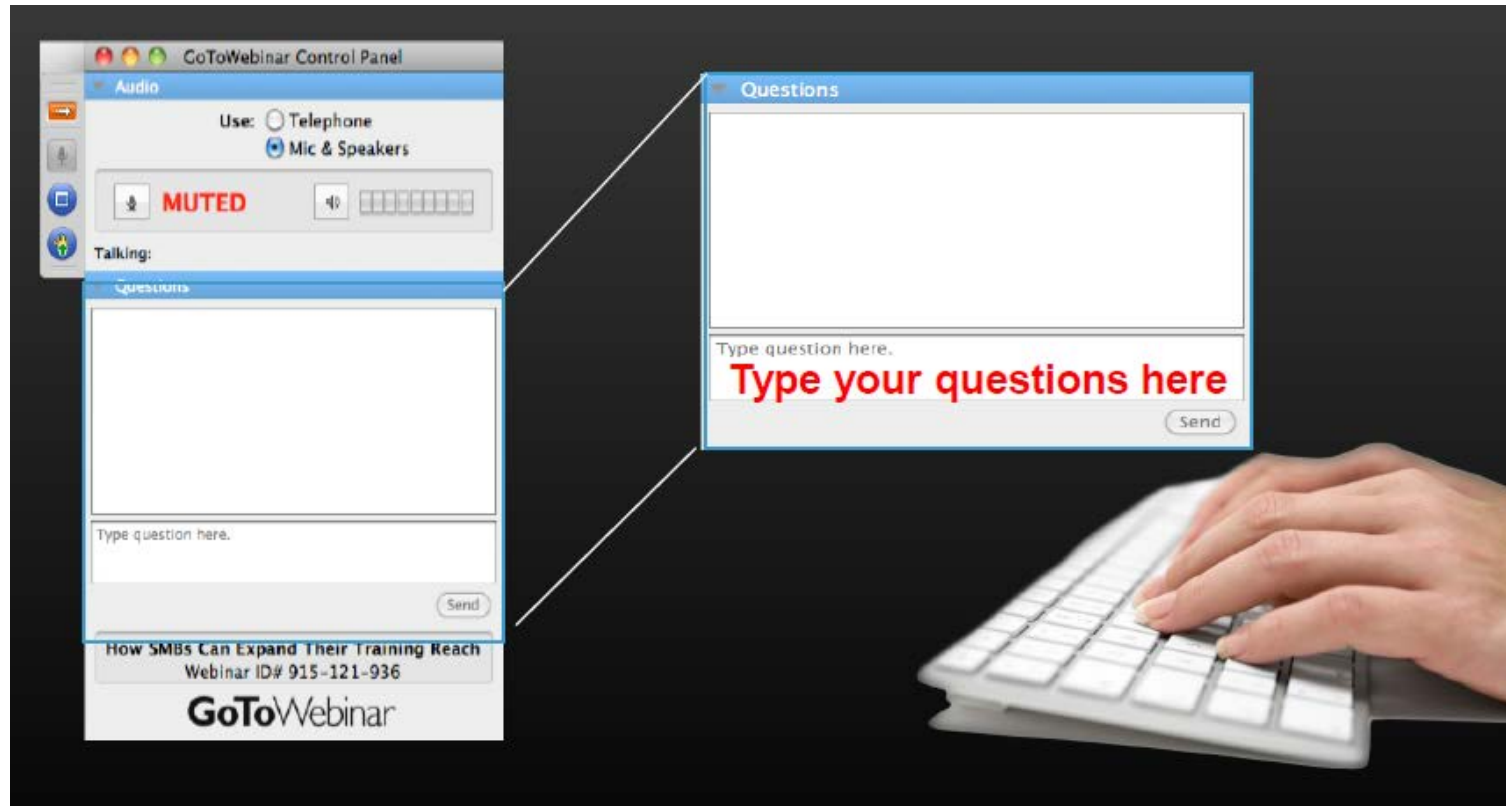 GoToWebinar Control Panel
Audio
Use: Telephone
Mic & Speakers
MUTED
Talking:
Questions
Type question here.
Send
How SMBs Can Expand Their Training Reach
Webinar ID# 915-121-936
GoToWebinar
Questions
Type question here.
Type your questions here
Send